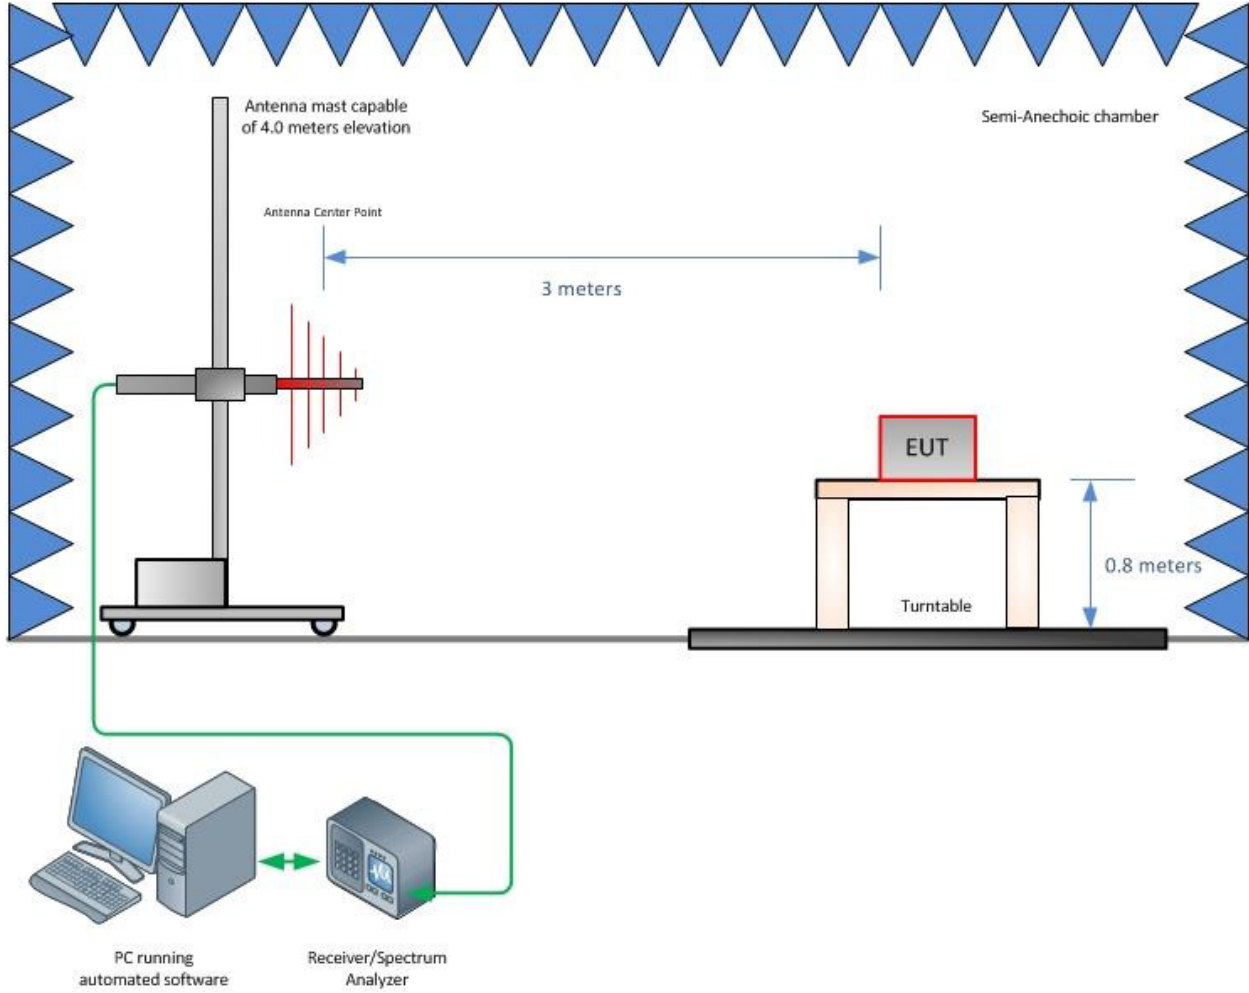 Antenna mast capable
of 4.0 meters elevation
Semi-Anechoic chamber
Antenna Center Point
3 meters
EUT
0.8 meters
Turntable
PC running
automated software
Receiver/Spectrum
Analyzer